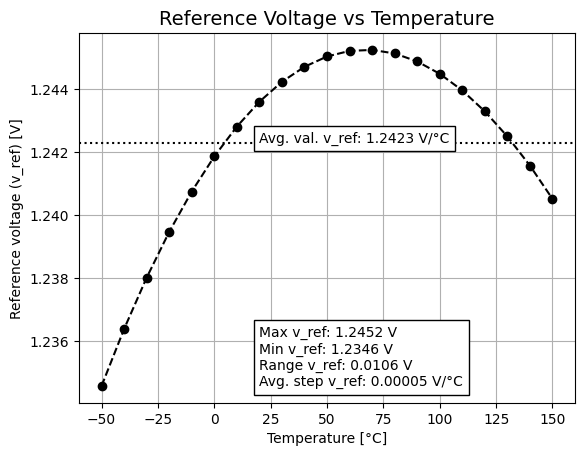 Reference Voltage vs Temperature
Reference voltage (v_ref) [V]
1.244
1.242
1.240
1.238
1.236
Avg. val. v_ref: 1.2423 V/°C
Max v_ref: 1.2452 V
Min v_ref: 1.2346 V
Range v_ref: 0.0106 V
Avg. step v_ref: 0.00005 V/°C
−50 −25 0 25 50 75 100 125 150
Temperature [°C]